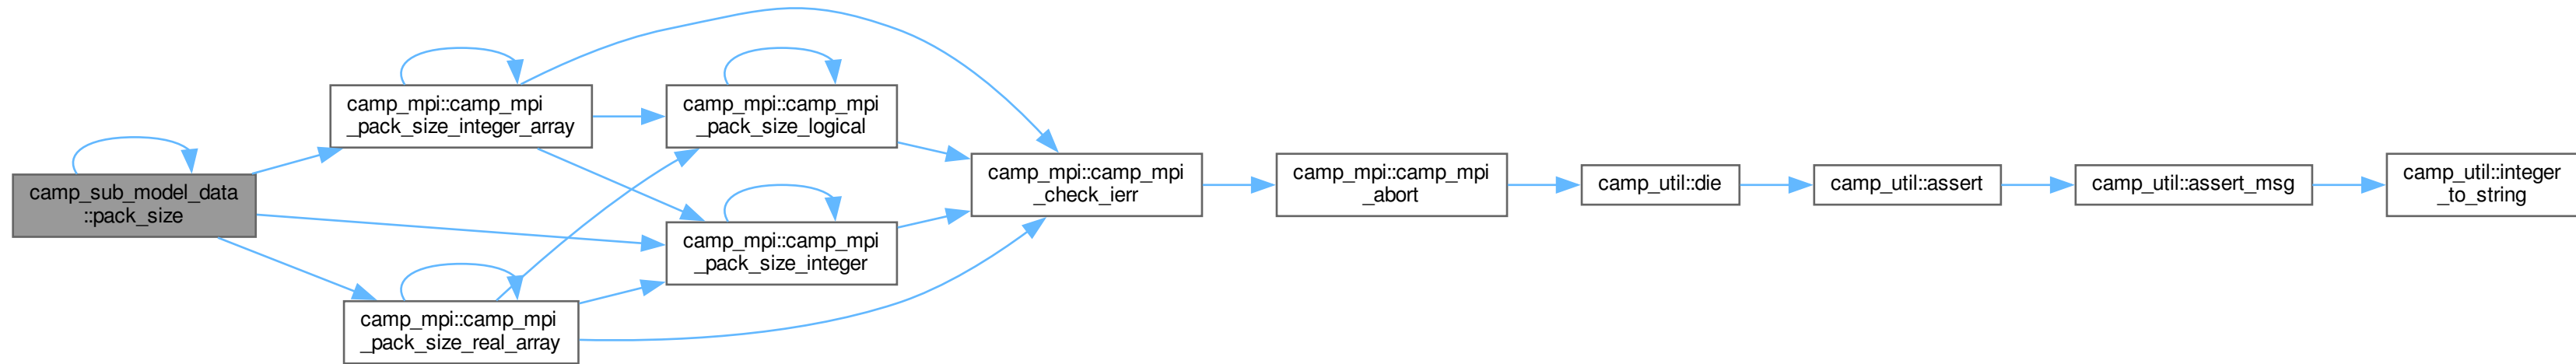 camp_sub_model_data
::pack_size
camp_mpi::camp_mpi
_pack_size_integer_array
camp_mpi::camp_mpi
_pack_size_real_array
camp_mpi::camp_mpi
_pack_size_logical
camp_mpi::camp_mpi
_pack_size_integer
camp_mpi::camp_mpi
_check_ierr
camp_mpi::camp_mpi
_abort
camp_util::die
camp_util::assert
camp_util::assert_msg
camp_util::integer
_to_string